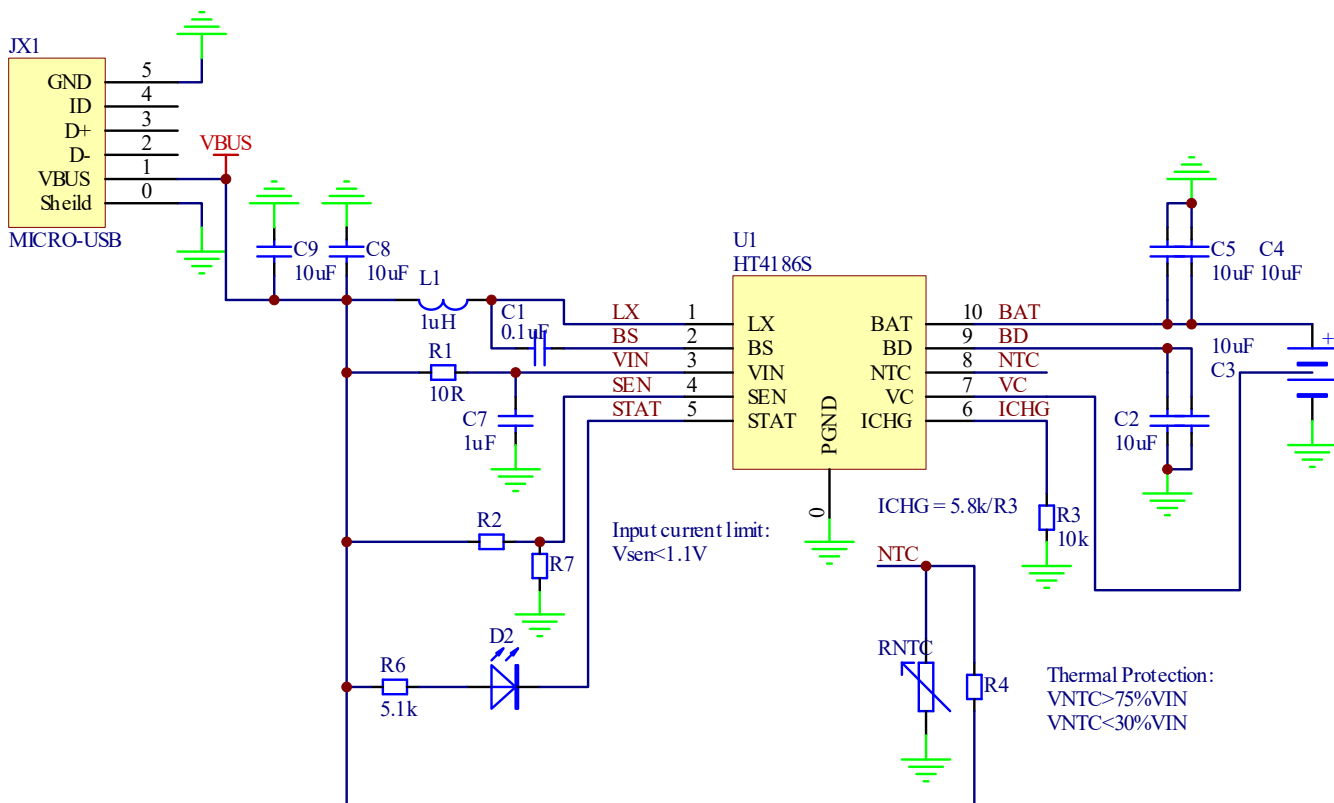 JX1
GND 5
ID 4
D+ 3
D- 2
VBUS 1
Sheild 0
MICRO-USB
VBUS
C9
10uF
C8
10uF
L1
1uH
C1
0.1uF
R1
10R
C7
1uF
R2
R7
R6
5.1k
D2
LX
BS
VIN
SEN
STAT
U1
HT4186S
1 LX
2 BS
3 VIN
4 SEN
5 STAT
PGND
0
BAT 10 BAT
BD 9 BD
NTC 8 NTC
VC 7 VC
ICHG 6 ICHG
C5
10uF
C4
10uF
10uF
C3
+
C2
10uF
Input current limit:
Vsen<1.1V
ICHG = 5.8k/R3
R3
10k
NTC
RNTC
R4
Thermal Protection:
VNTC>75%VIN
VNTC<30%VIN